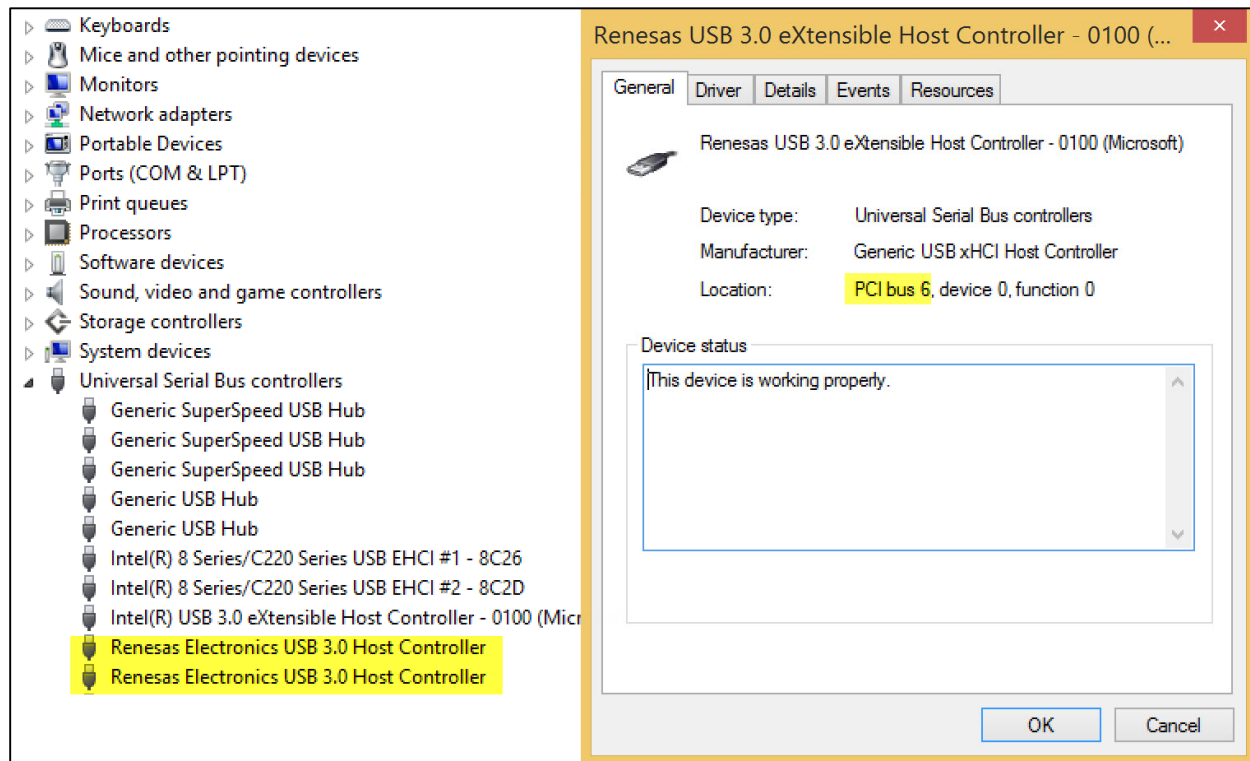 Keyboards
Mice and other pointing devices
Monitors
Network adapters
Portable Devices
Ports (COM & LPT)
Print queues
Processors
Software devices
Sound, video and game controllers
Storage controllers
System devices
Universal Serial Bus controllers
Generic SuperSpeed USB Hub
Generic SuperSpeed USB Hub
Generic SuperSpeed USB Hub
Generic USB Hub
Generic USB Hub
Intel(R) 8 Series/C220 Series USB EHCI #1 - 8C26
Intel(R) 8 Series/C220 Series USB EHCI #2 - 8C2D
Intel(R) USB 3.0 eXtensible Host Controller - 0100 (Micr
Renesas Electronics USB 3.0 Host Controller
Renesas Electronics USB 3.0 Host Controller
Renesas USB 3.0 eXtensible Host Controller - 0100 (...
General Driver Details Events Resources
Renesas USB 3.0 eXtensible Host Controller - 0100 (Microsoft)
Device type: Universal Serial Bus controllers
Manufacturer: Generic USB xHCI Host Controller
Location: PCI bus 6, device 0, function 0
Device status
This device is working properly.
OK Cancel